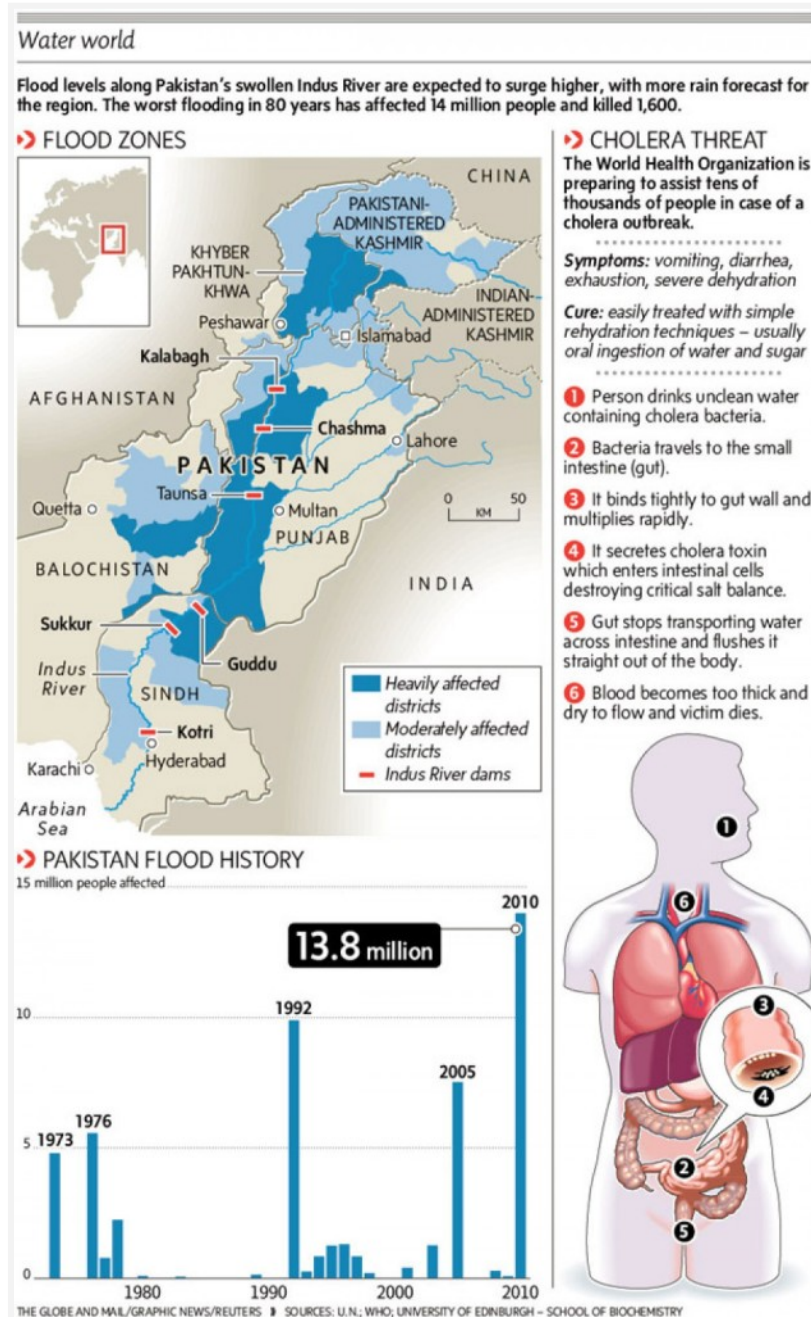 Water world
Flood levels along Pakistan's swollen Indus River are expected to surge higher, with more rain forecast for
the region. The worst flooding in 80 years has affected 14 million people and killed 1,600.
FLOOD ZONES
CHINA
PAKISTANI-
ADMINISTERED
KASHMIR
KHYBER
PAKHTUN-
KHWA
INDIAN-
ADMINISTERED
KASHMIR
Peshawar
Islamabad
Kalabagh
AFGHANISTAN
Chashma
Lahore
PAKISTAN
Taunsa
Quetta
Multan
0 50
KM
PUNJAB
BALOCHISTAN
INDIA
Sukkur
Guddu
Indus
River
SINDH
Kotri
Hyderabad
Karachi
Arabian
Sea
Heavily affected
districts
Moderately affected
districts
Indus River dams
CHOLERA THREAT
The World Health Organization is
preparing to assist tens of
thousands of people in case of a
cholera outbreak.
Symptoms: vomiting, diarrhea,
exhaustion, severe dehydration
Cure: easily treated with simple
rehydration techniques – usually
oral ingestion of water and sugar
1 Person drinks unclean water
containing cholera bacteria.
2 Bacteria travels to the small
intestine (gut).
3 It binds tightly to gut wall and
multiplies rapidly.
4 It secretes cholera toxin
which enters intestinal cells
destroying critical salt balance.
5 Gut stops transporting water
across intestine and flushes it
straight out of the body.
6 Blood becomes too thick and
dry to flow and victim dies.
1
6
3
4
2
5
PAKISTAN FLOOD HISTORY
15 million people affected
2010
13.8 million
10
1992
2005
1976
1973
5
0
1980 1990 2000 2010
THE GLOBE AND MAIL/GRAPHIC NEWS/REUTERS SOURCES: U.N.; WHO; UNIVERSITY OF EDINBURGH – SCHOOL OF BIOCHEMISTRY